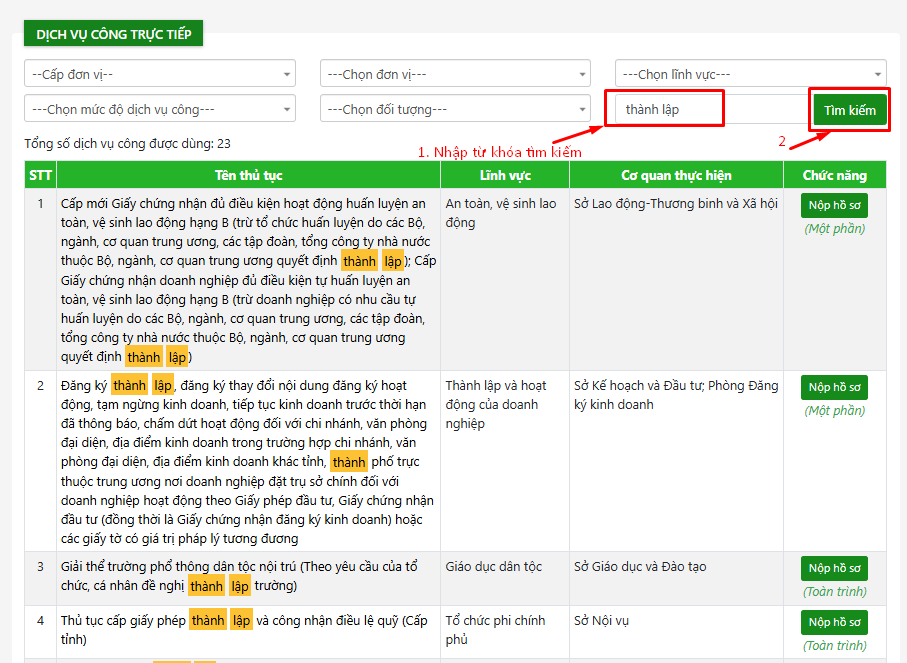 DỊCH VỤ CÔNG TRỰC TIẾP
--Cấp đơn vị--
---Chọn đơn vị---
---Chọn lĩnh vực---
---Chọn mức độ dịch vụ công---
---Chọn đối tượng---
thành lập
Tìm kiếm
Tổng số dịch vụ công được dùng: 23
1. Nhập từ khóa tìm kiếm
2
STT
Tên thủ tục
Lĩnh vực
Cơ quan thực hiện
Chức năng
1
Cấp mới Giấy chứng nhận đủ điều kiện hoạt động huấn luyện an
toàn, vệ sinh lao động hạng B (trừ tổ chức huấn luyện do các Bộ,
ngành, cơ quan trung ương, các tập đoàn, tổng công ty nhà nước
thuộc Bộ, ngành, cơ quan trung ương quyết định thành lập); Cấp
Giấy chứng nhận doanh nghiệp đủ điều kiện tự huấn luyện an
toàn, vệ sinh lao động hạng B (trừ doanh nghiệp có nhu cầu tự
huấn luyện do các Bộ, ngành, cơ quan trung ương, các tập đoàn,
tổng công ty nhà nước thuộc Bộ, ngành, cơ quan trung ương
quyết định thành lập)
An toàn, vệ sinh lao
động
Sở Lao động-Thương binh và Xã hội
Nộp hồ sơ
(Một phần)
2
Đăng ký thành lập, đăng ký thay đổi nội dung đăng ký hoạt
động, tạm ngừng kinh doanh, tiếp tục kinh doanh trước thời hạn
đã thông báo, chấm dứt hoạt động đối với chi nhánh, văn phòng
đại diện, địa điểm kinh doanh trong trường hợp chi nhánh, văn
phòng đại diện, địa điểm kinh doanh khác tỉnh, thành phố trực
thuộc trung ương nơi doanh nghiệp đặt trụ sở chính đối với
doanh nghiệp hoạt động theo Giấy phép đầu tư, Giấy chứng nhận
đầu tư (đồng thời là Giấy chứng nhận đăng ký kinh doanh) hoặc
các giấy tờ có giá trị pháp lý tương đương
Thành lập và hoạt
động của doanh
nghiệp
Sở Kế hoạch và Đầu tư; Phòng Đăng
ký kinh doanh
Nộp hồ sơ
(Một phần)
3
Giải thể trường phổ thông dân tộc nội trú (Theo yêu cầu của tổ
chức, cá nhân đề nghị thành lập trường)
Giáo dục dân tộc
Sở Giáo dục và Đào tạo
Nộp hồ sơ
(Toàn trình)
4
Thủ tục cấp giấy phép thành lập và công nhận điều lệ quỹ (Cấp
tỉnh)
Tổ chức phi chính
phủ
Sở Nội vụ
Nộp hồ sơ
(Toàn trình)